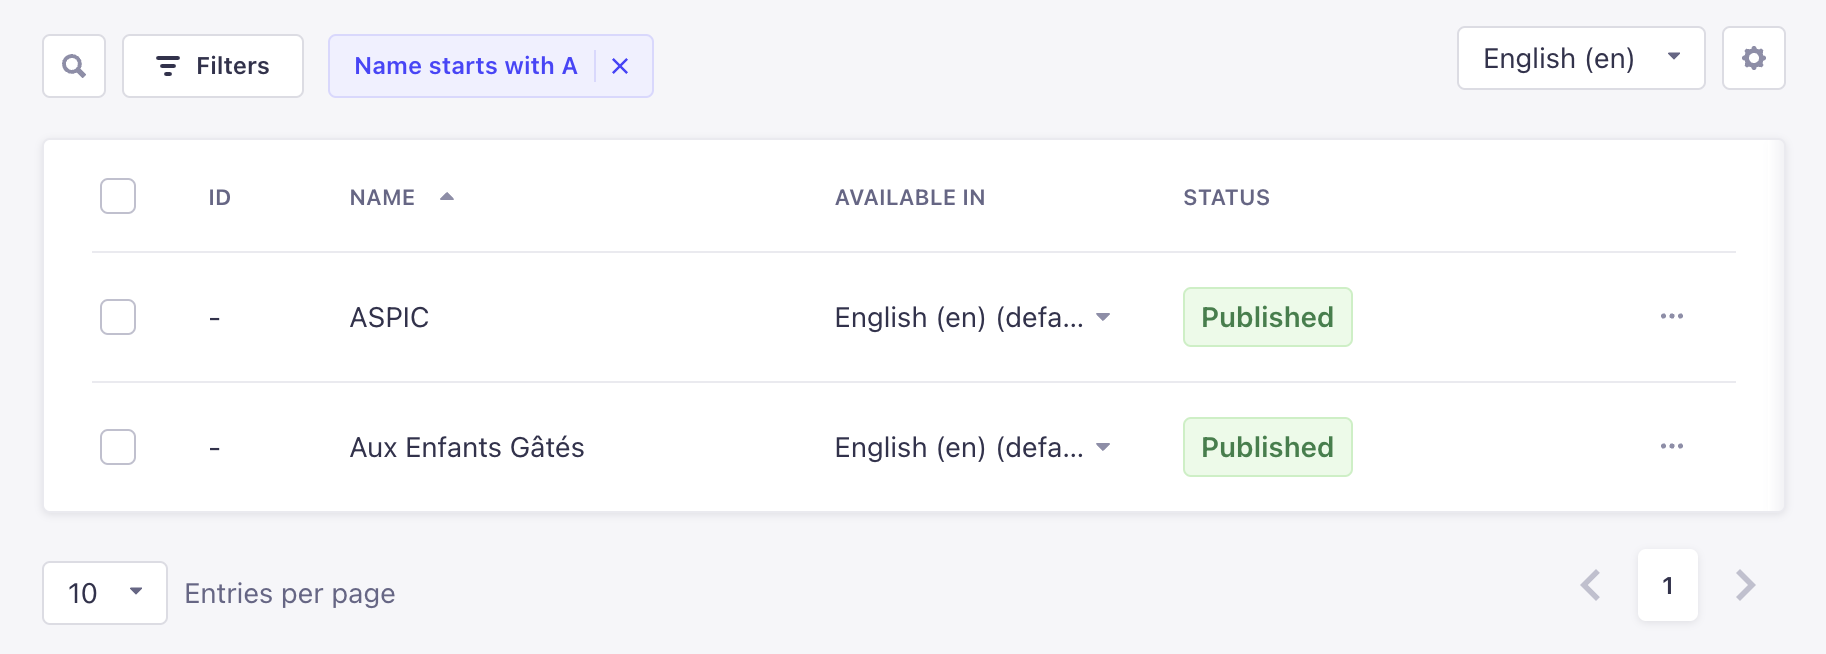 Filters Name starts with A English (en)
ID NAME AVAILABLE IN STATUS
- ASPIC English (en) (defa... Published
- Aux Enfants Gâtés English (en) (defa... Published
10 Entries per page 1